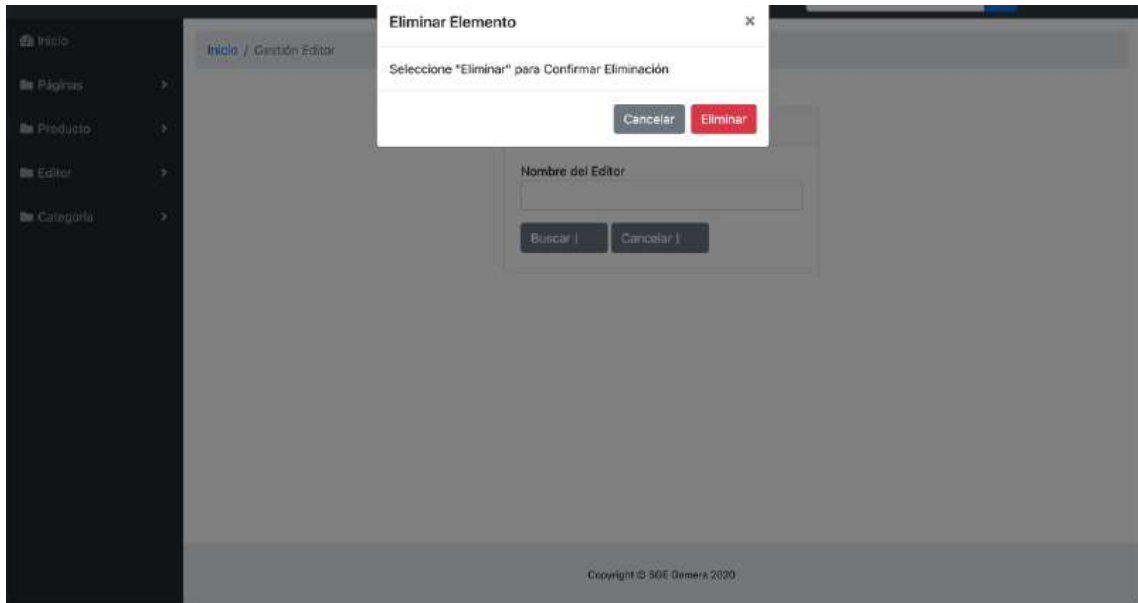 Eliminar Elemento ×
Seleccione "Eliminar" para Confirmar Eliminación
Cancelar Eliminar
Inicio
Páginas
Producto
Editor
Categoría
Inicio / Gestión Editor
Nombre del Editor
Buscar | Cancelar |
Copyright © SGE Gamers 2020